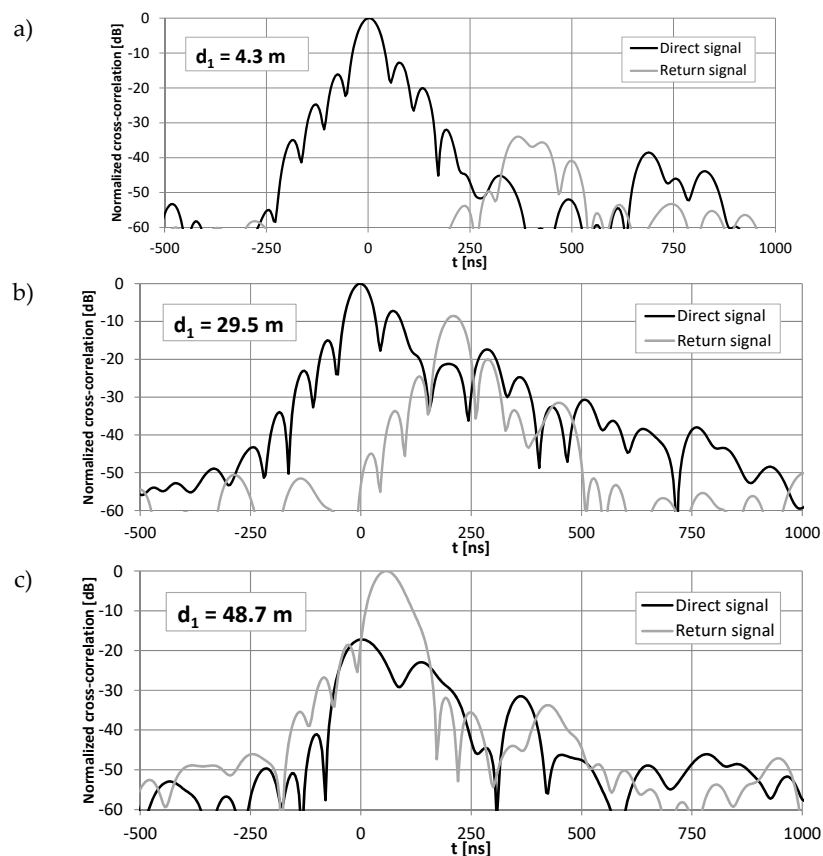 a)
Normalized cross-correlation [dB]
0
-10
-20
-30
-40
-50
-60
d1 = 4.3 m
Direct signal
Return signal
-500 -250 0 250 500 750 1000
t [ns]
b)
Normalized cross-correlation [dB]
0
-10
-20
-30
-40
-50
-60
d1 = 29.5 m
Direct signal
Return signal
-500 -250 0 250 500 750 1000
t [ns]
c)
Normalized cross-correlation [dB]
0
-10
-20
-30
-40
-50
-60
d1 = 48.7 m
Direct signal
Return signal
-500 -250 0 250 500 750 1000
t [ns]